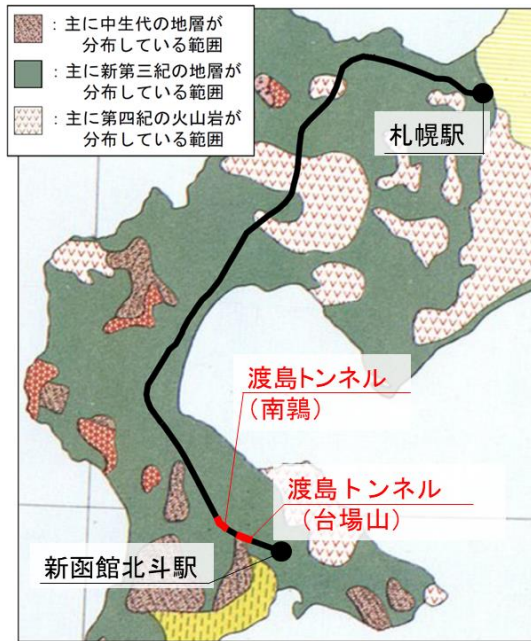 ：主に中生代の地層が
分布している範囲
：主に新第三紀の地層が
分布している範囲
：主に第四紀の火山岩が
分布している範囲
札幌駅
渡島トンネル
（南鶉）
渡島トンネル
（台場山）
新函館北斗駅